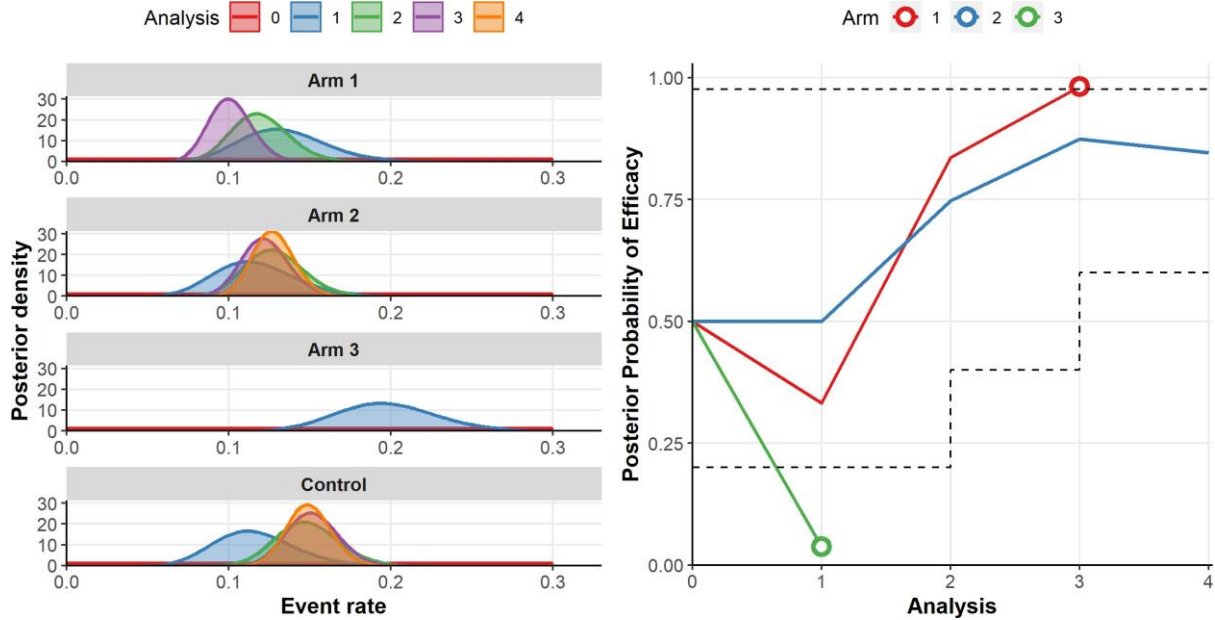 Analysis 0 1 2 3 4
Arm 1
30
20
10
0
0.0 0.1 0.2 0.3
Arm 2
30
20
10
0
0.0 0.1 0.2 0.3
Arm 3
30
20
10
0
0.0 0.1 0.2 0.3
Control
30
20
10
0
0.0 0.1 0.2 0.3
Posterior density
Event rate
Arm 1 2 3
1.00
0.75
0.50
0.25
0.00
0 1 2 3 4
Posterior Probability of Efficacy
Analysis